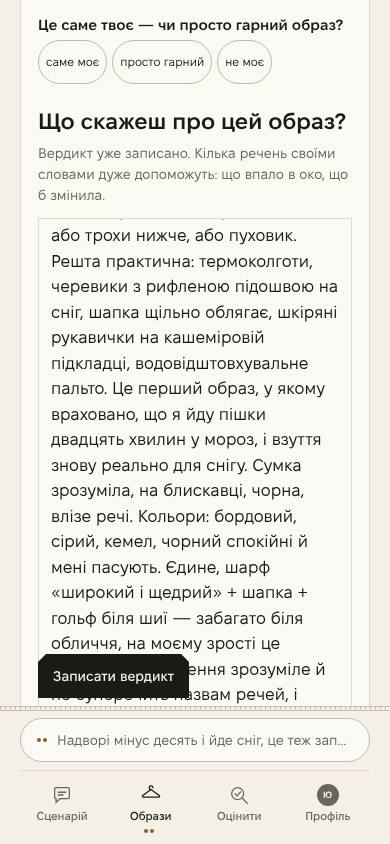 Це саме твоє — чи просто гарний образ?
саме моє
просто гарний
не моє
Що скажеш про цей образ?
Вердикт уже записано. Кілька речень своїми
словами дуже допоможуть: що впало в око, що
б змінила.
або трохи нижче, або пуховик.
Решта практична: термоколготи,
черевики з рифленою підошвою на
сніг, шапка щільно облягає, шкіряні
рукавички на кашеміровій
підкладці, водовідштовхувальне
пальто. Це перший образ, у якому
враховано, що я йду пішки
двадцять хвилин у мороз, і взуття
знову реально для снігу. Сумка
зрозуміла, на блискавці, чорна,
влізе речі. Кольори: бордовий,
сірий, кемел, чорний спокійні й
мені пасують. Єдине, шарф
«широкий і щедрий» + шапка +
гольф біля шиї — забагато біля
обличчя, на моєму зрості це
зрозуміле й
назвам речей, і
Записати вердикт
Надворі мінус десять і йде сніг, це теж зап...
Сценарій
Образи
Оцінити
Ю
Профіль